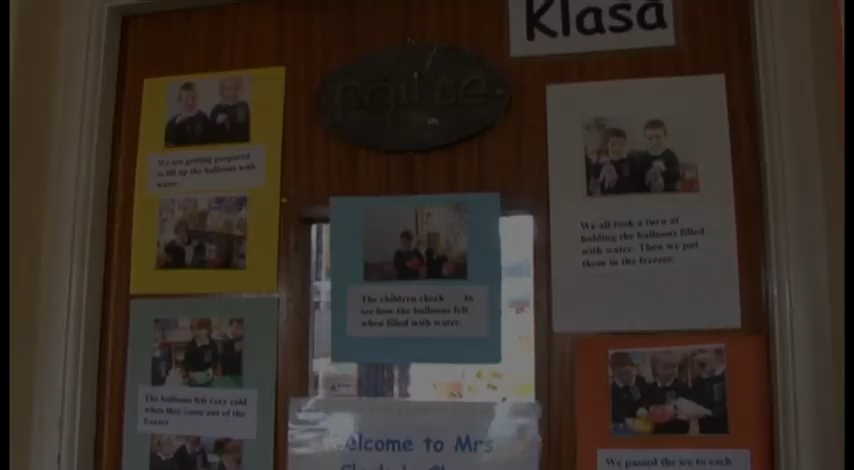 Klasa
Fáilte
We are getting prepared
to fill up the balloons with
water.
We all took a turn at
holding the balloons filled
with water. Then we put
them in the freezer.
The children check to
see how the balloons felt
when filled with water.
The balloons felt very cold
when they came out of the
freezer
elcome to Mrs
We passed the ice to each